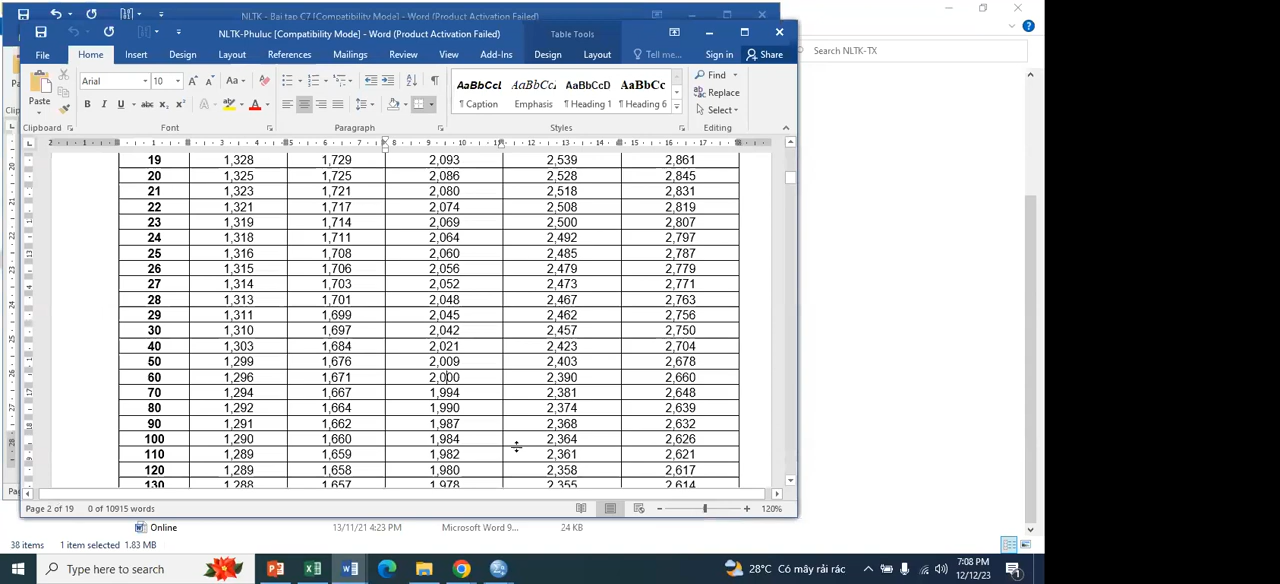 NLTK - Bai tap C7 [Compatibility Mode] - Word (Product Activation Failed)
NLTK-Phuluc [Compatibility Mode] - Word (Product Activation Failed)
Table Tools
File Home Insert Design Layout References Mailings Review View Add-Ins Design Layout Tell me... Sign in Share
Search NLTK-TX
Paste
Arial 10
AaBbCcL AaBbCcL AaBbCcD AaBbCc
¶ Caption Emphasis ¶ Heading 1 ¶ Heading 6
Find
Replace
Select
Clipboard Font Paragraph Styles Editing
19 1,328 1,729 2,093 2,539 2,861
20 1,325 1,725 2,086 2,528 2,845
21 1,323 1,721 2,080 2,518 2,831
22 1,321 1,717 2,074 2,508 2,819
23 1,319 1,714 2,069 2,500 2,807
24 1,318 1,711 2,064 2,492 2,797
25 1,316 1,708 2,060 2,485 2,787
26 1,315 1,706 2,056 2,479 2,779
27 1,314 1,703 2,052 2,473 2,771
28 1,313 1,701 2,048 2,467 2,763
29 1,311 1,699 2,045 2,462 2,756
30 1,310 1,697 2,042 2,457 2,750
40 1,303 1,684 2,021 2,423 2,704
50 1,299 1,676 2,009 2,403 2,678
60 1,296 1,671 2,000 2,390 2,660
70 1,294 1,667 1,994 2,381 2,648
80 1,292 1,664 1,990 2,374 2,639
90 1,291 1,662 1,987 2,368 2,632
100 1,290 1,660 1,984 2,364 2,626
110 1,289 1,659 1,982 2,361 2,621
120 1,289 1,658 1,980 2,358 2,617
130 1,288 1,657 1,978 2,355 2,614
Page 2 of 19 0 of 10915 words 120%
Online 13/11/21 4:23 PM Microsoft Word 9... 24 KB
38 items 1 item selected 1.83 MB
Type here to search
28°C Có mây rải rác
7:08 PM
12/12/23